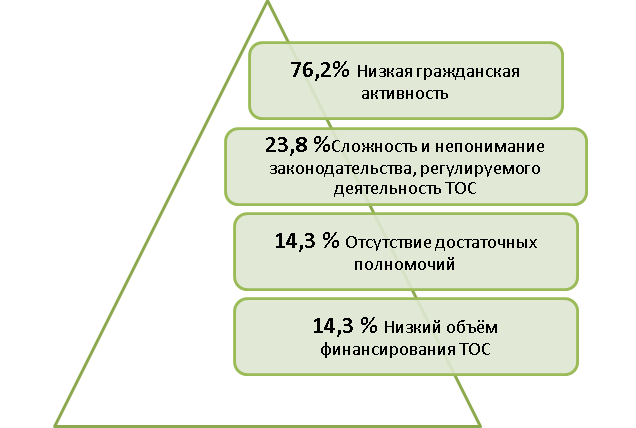 76,2% Низкая гражданская
активность
23,8 %Сложность и непонимание
законодательства, регулируемого
деятельность ТОС
14,3 % Отсутствие достаточных
полномочий
14,3 % Низкий объём
финансирования ТОС